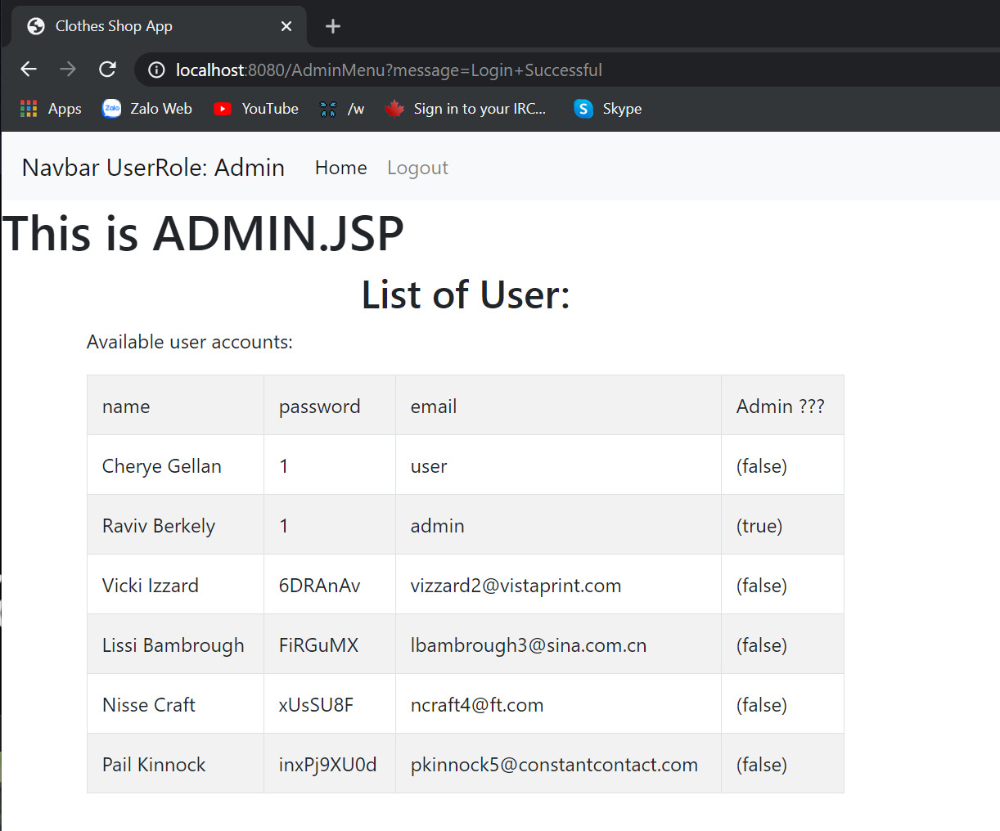 Clothes Shop App
localhost:8080/AdminMenu?message=Login+Successful
Apps Zalo Web YouTube /w Sign in to your IRC... Skype
Navbar UserRole: Admin Home Logout
This is ADMIN.JSP
List of User:
Available user accounts:
name password email Admin ???
Cherye Gellan 1 user (false)
Raviv Berkely 1 admin (true)
Vicki Izzard 6DRAnAv vizzard2@vistaprint.com (false)
Lissi Bambrough FiRGuMX lbambrough3@sina.com.cn (false)
Nisse Craft xUsSU8F ncraft4@ft.com (false)
Pail Kinnock inxPj9XU0d pkinnock5@constantcontact.com (false)